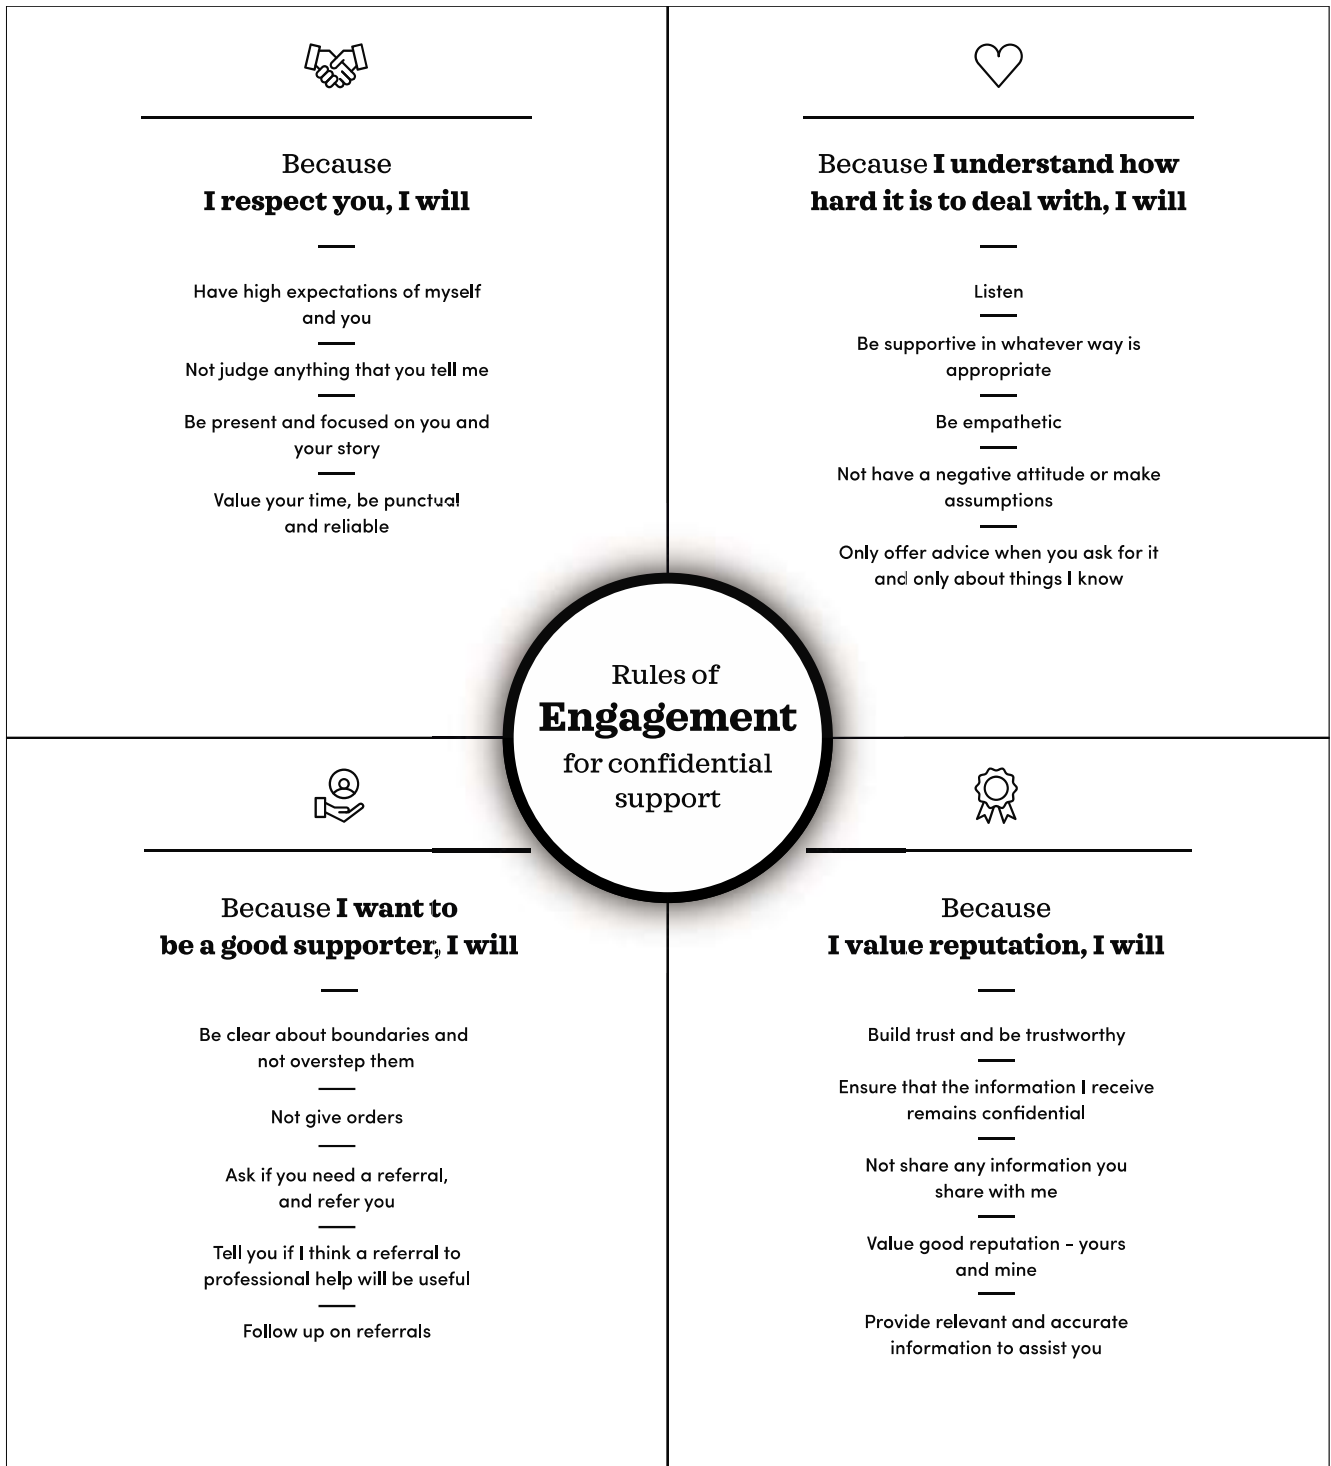 Because
I respect you, I will
Have high expectations of myself
and you
Not judge anything that you tell me
Be present and focused on you and
your story
Value your time, be punctual
and reliable
Because I understand how
hard it is to deal with, I will
Listen
Be supportive in whatever way is
appropriate
Be empathetic
Not have a negative attitude or make
assumptions
Only offer advice when you ask for it
and only about things I know
Rules of
Engagement
for confidential
support
Because I want to
be a good supporter, I will
Be clear about boundaries and
not overstep them
Not give orders
Ask if you need a referral,
and refer you
Tell you if I think a referral to
professional help will be useful
Follow up on referrals
Because
I value reputation, I will
Build trust and be trustworthy
Ensure that the information I receive
remains confidential
Not share any information you
share with me
Value good reputation - yours
and mine
Provide relevant and accurate
information to assist you